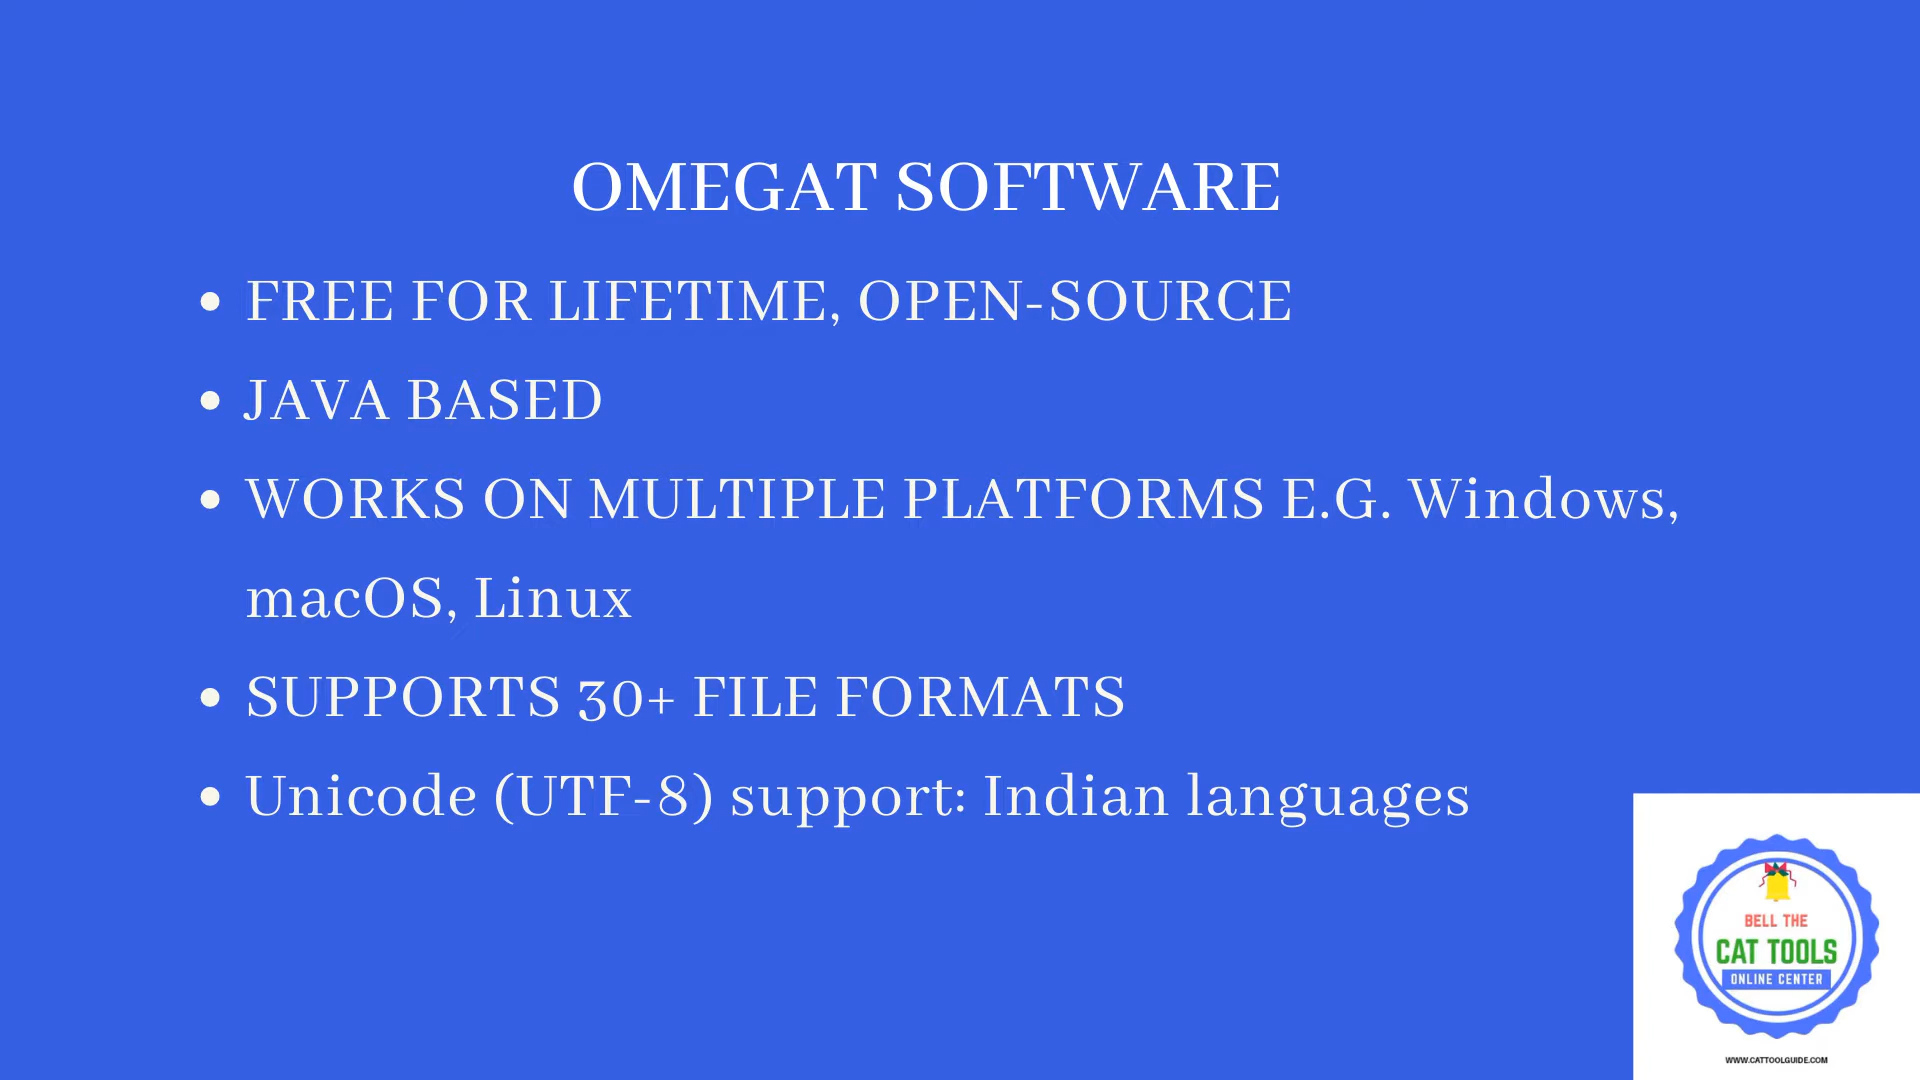 OMEGAT SOFTWARE
• FREE FOR LIFETIME, OPEN-SOURCE
• JAVA BASED
• WORKS ON MULTIPLE PLATFORMS E.G. Windows,
macOS, Linux
• SUPPORTS 30+ FILE FORMATS
• Unicode (UTF-8) support: Indian languages
BELL THE
CAT TOOLS
ONLINE CENTER
WWW.CATTOOLGUIDE.COM